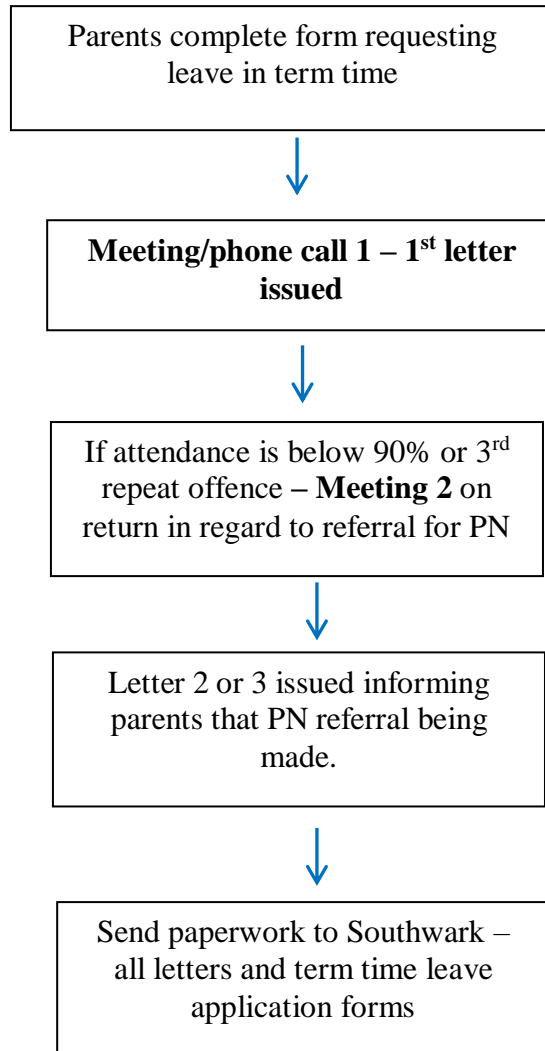 Parents complete form requesting
leave in term time
Meeting/phone call 1 – 1st letter
issued
If attendance is below 90% or 3rd
repeat offence – Meeting 2 on
return in regard to referral for PN
Letter 2 or 3 issued informing
parents that PN referral being
made.
Send paperwork to Southwark –
all letters and term time leave
application forms